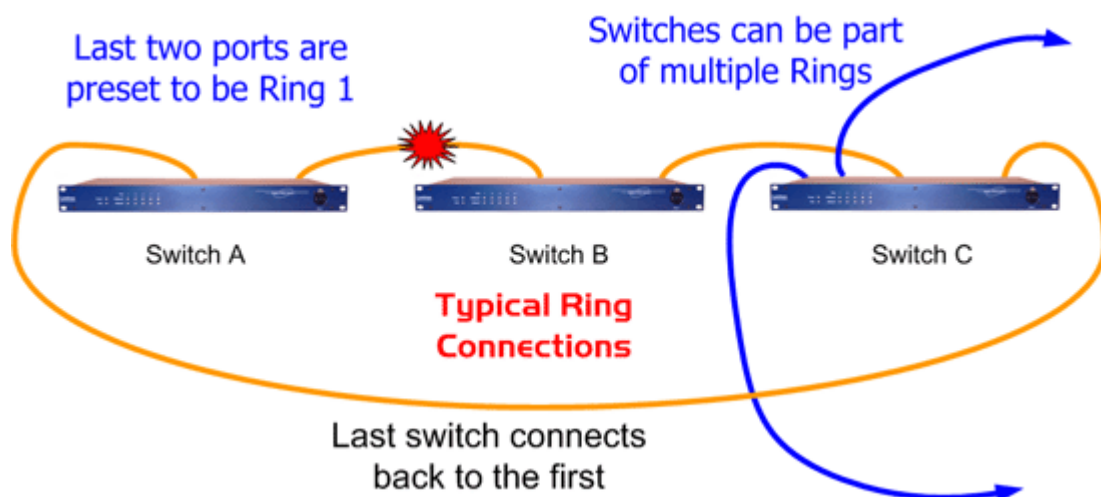 Last two ports are
preset to be Ring 1
Switches can be part
of multiple Rings
Switch A
Switch B
Switch C
Typical Ring
Connections
Last switch connects
back to the first